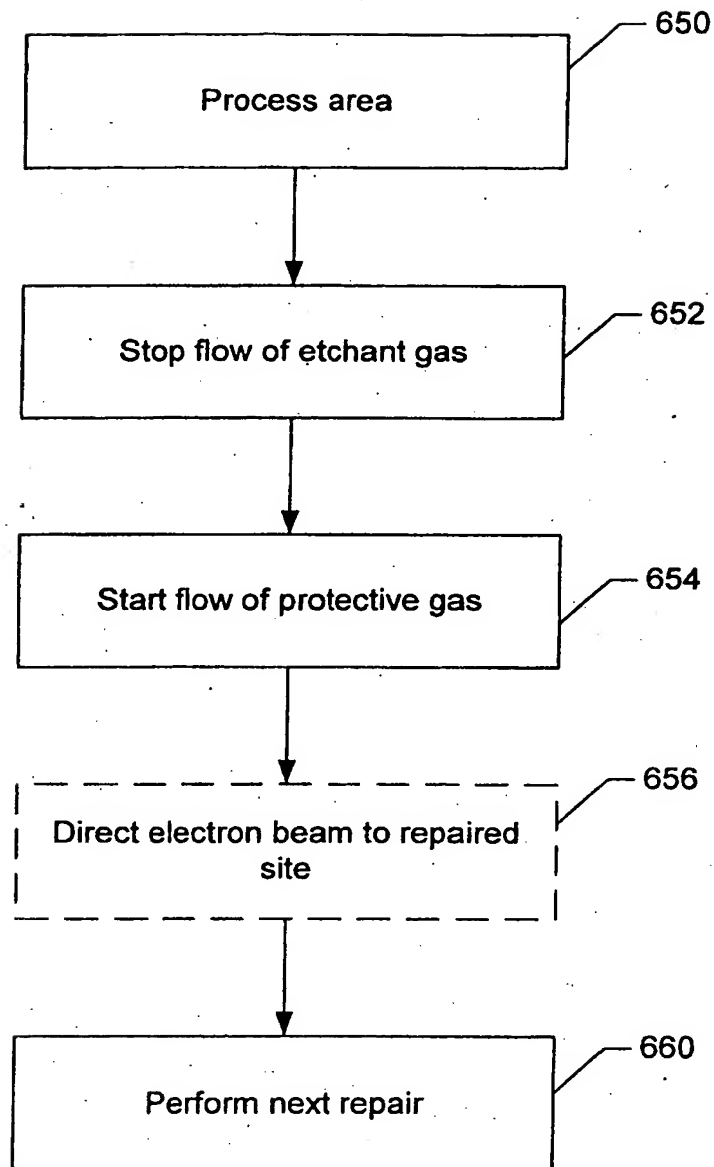 650
Process area
652
Stop flow of etchant gas
654
Start flow of protective gas
656
Direct electron beam to repaired
site
660
Perform next repair